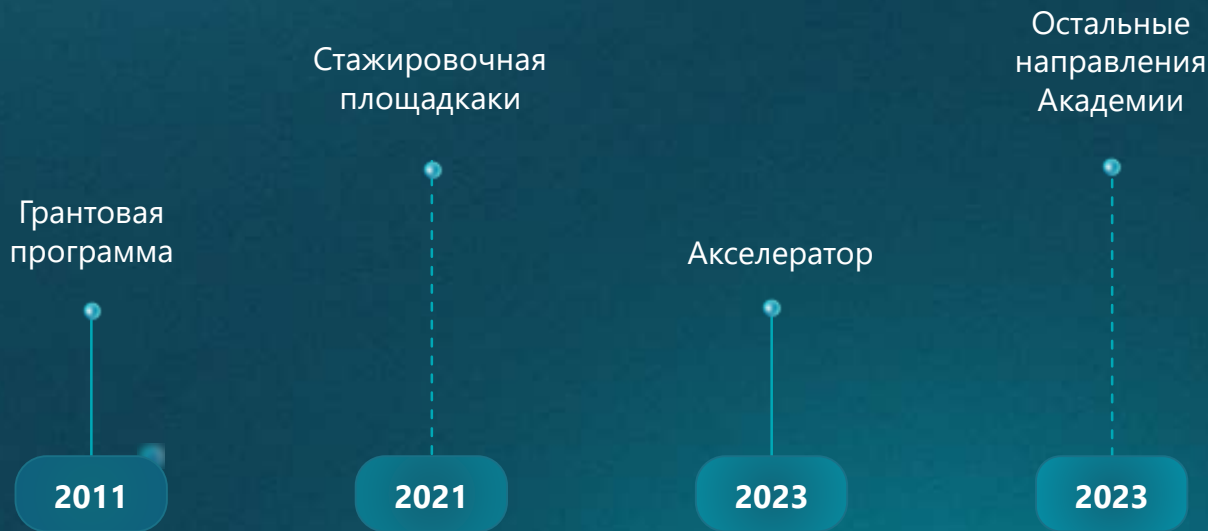 Грантовая
программа
2011
Стажировочная
площадкаки
2021
Акселератор
2023
Остальные
направления
Академии
2023